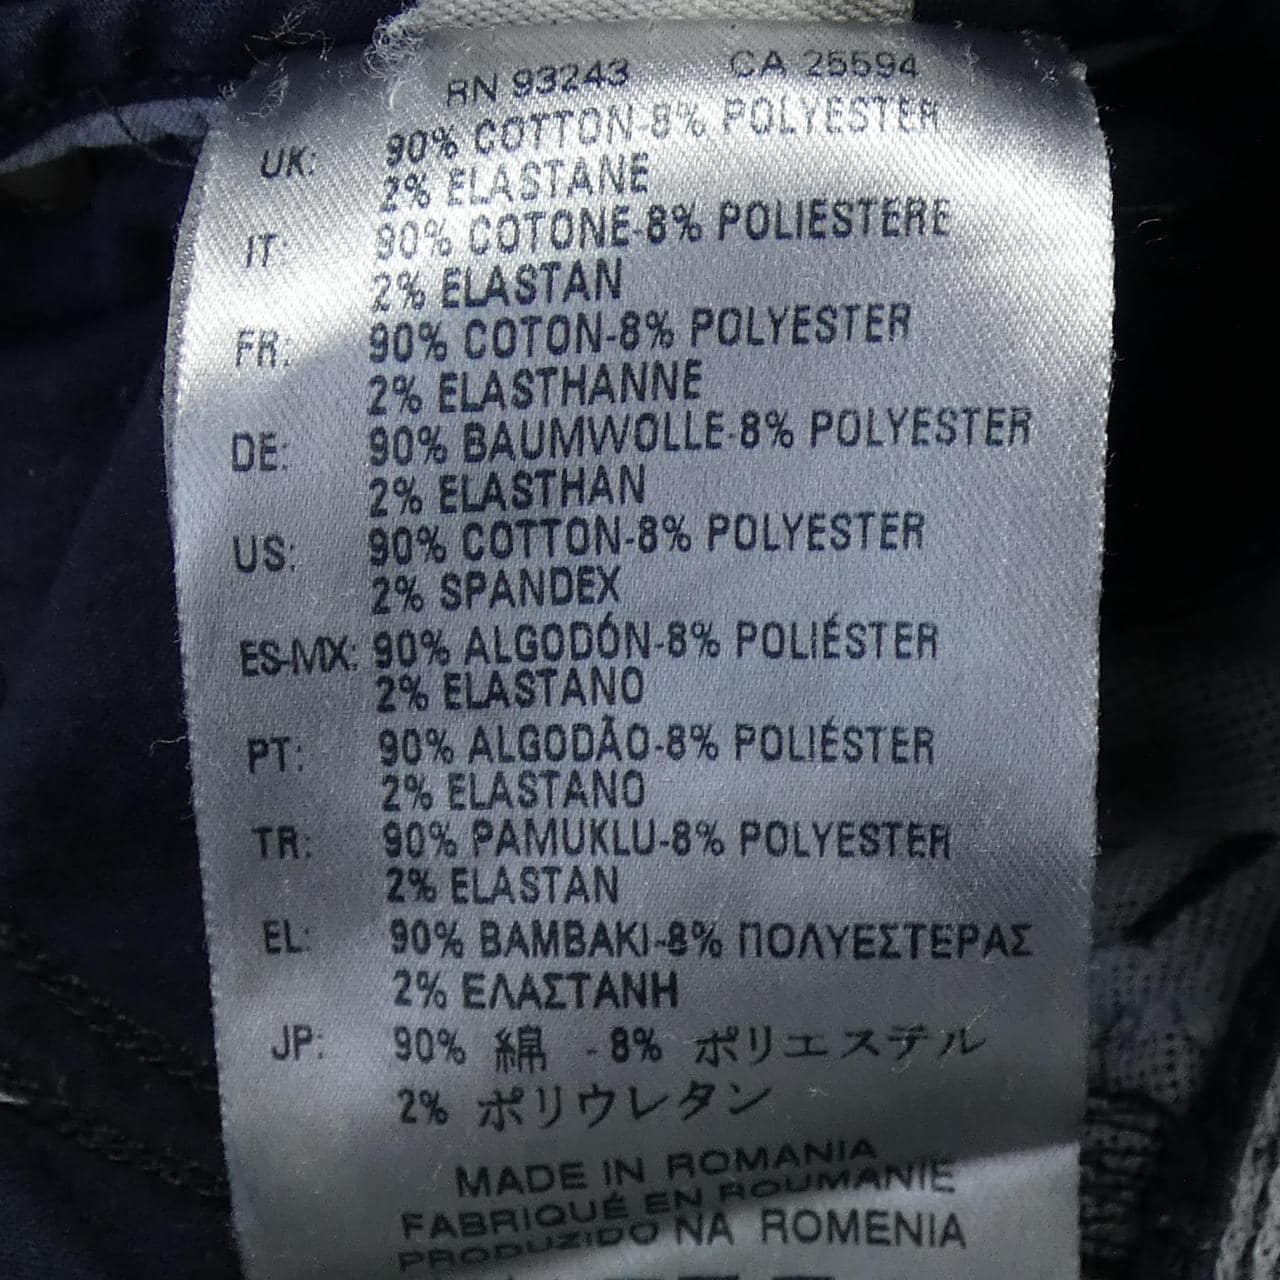 RN 93243 CA 25594
UK: 90% COTTON-8% POLYESTER
2% ELASTANE
IT: 90% COTONE-8% POLIESTERE
2% ELASTAN
FR: 90% COTON-8% POLYESTER
2% ELASTHANNE
DE: 90% BAUMWOLLE-8% POLYESTER
2% ELASTHAN
US: 90% COTTON-8% POLYESTER
2% SPANDEX
ES-MX: 90% ALGODÓN-8% POLIÉSTER
2% ELASTANO
PT: 90% ALGODÃO-8% POLIÉSTER
2% ELASTANO
TR: 90% PAMUKLU-8% POLYESTER
2% ELASTAN
EL: 90% ΒΑΜΒΑΚΙ-8% ΠΟΛΥΕΣΤΕΡΑΣ
2% ΕΛΑΣΤΑΝΗ
JP: 90% 綿 -8% ポリエステル
2% ポリウレタン
MADE IN ROMANIA
FABRIQUÉ EN ROUMANIE
PRODUZIDO NA ROMENIA